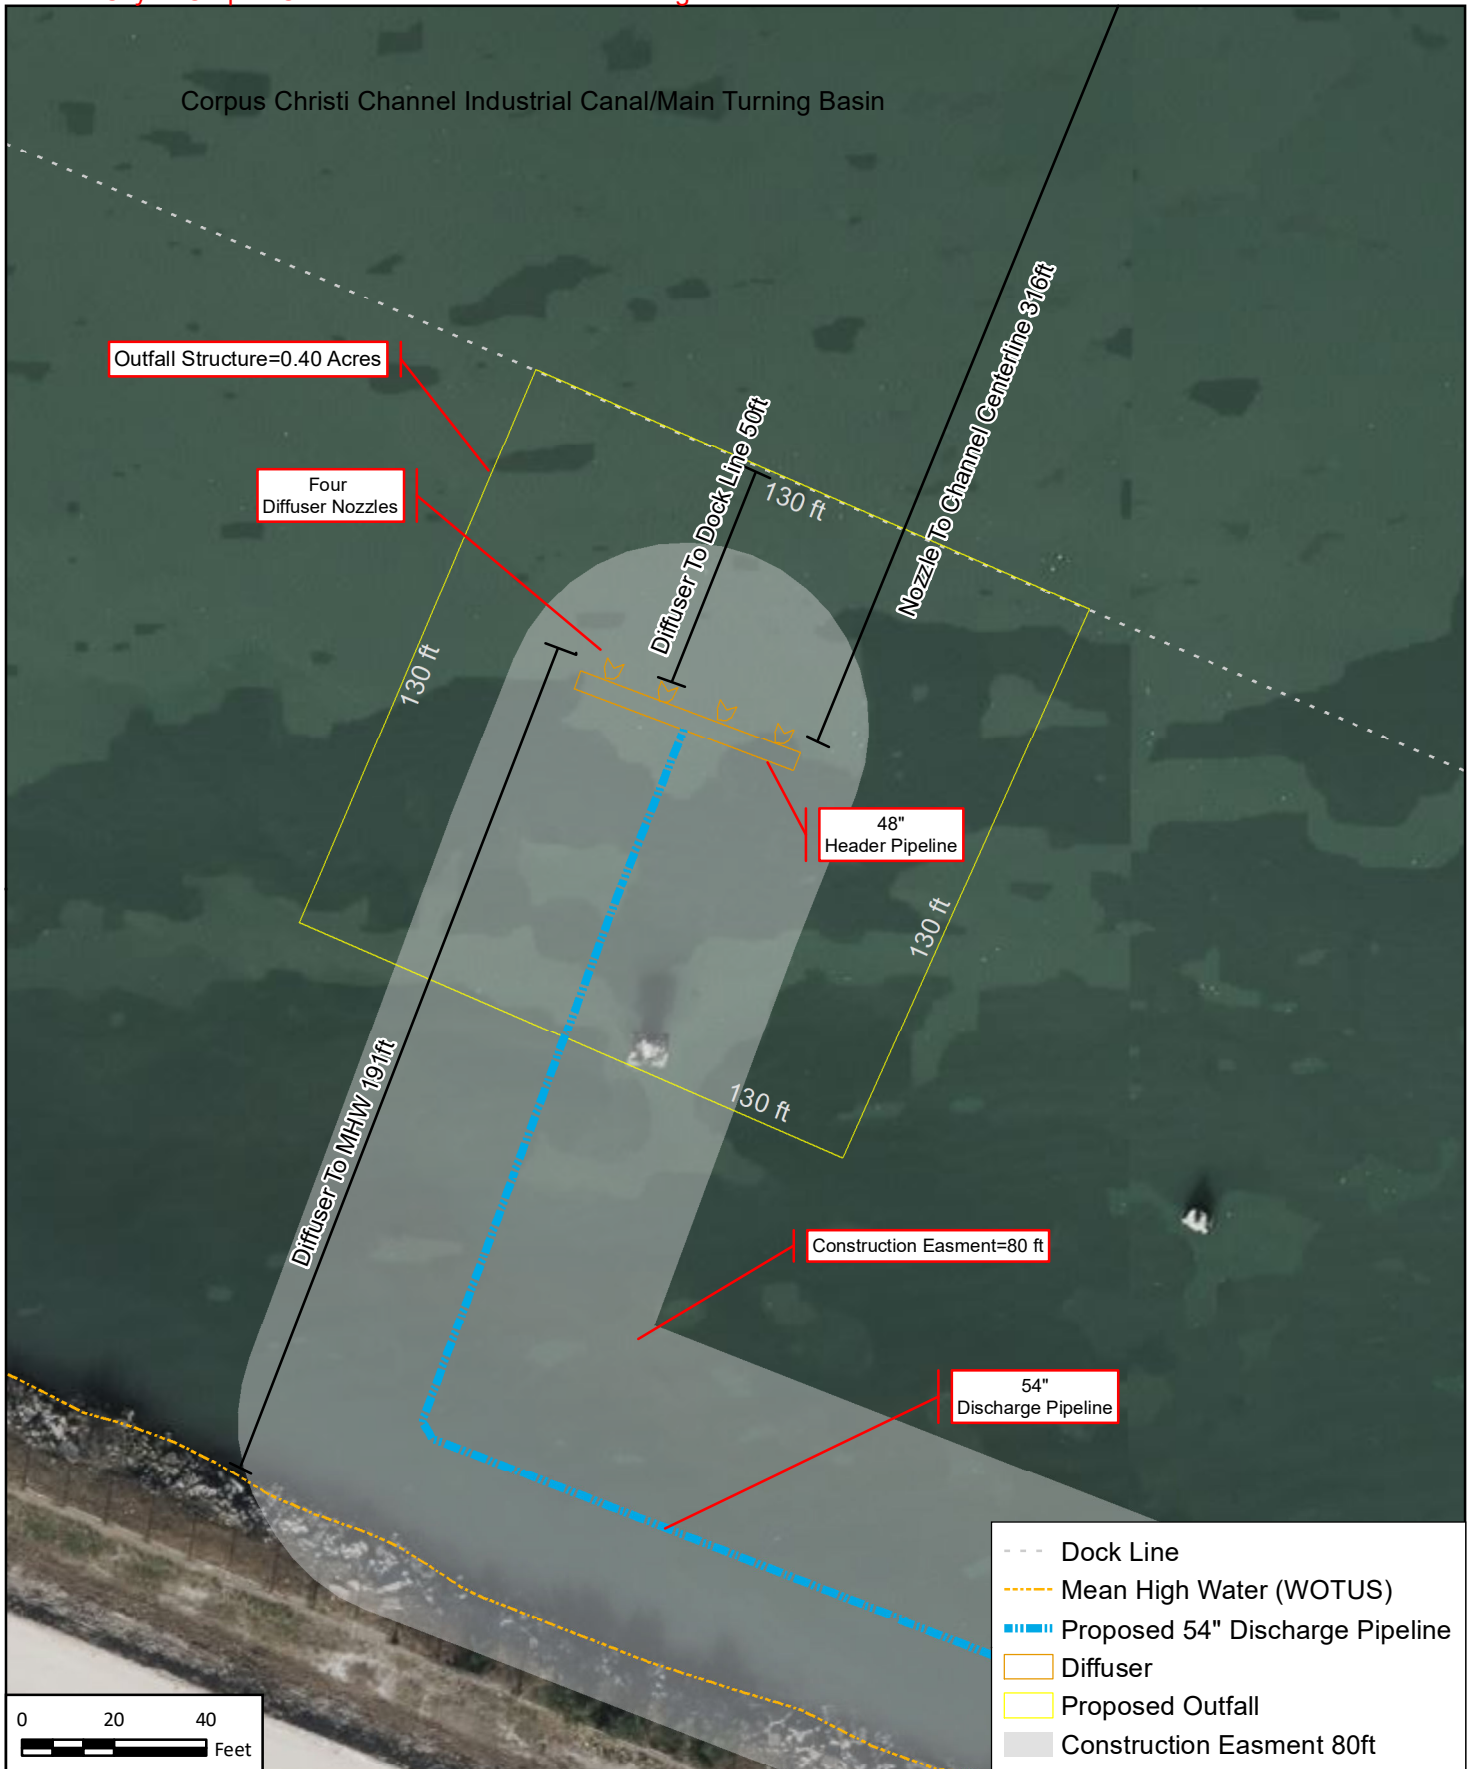 Corpus Christi Channel Industrial Canal/Main Turning Basin
Nozzle To Channel Centerline 316ft
Outfall Structure=0.40 Acres
Diffuser To Dock Line 50ft
130 ft
Four
Diffuser Nozzles
130 ft
48"
Header Pipeline
130 ft
130 ft
Diffuser To MHW 191ft
Construction Easment=80 ft
54"
Discharge Pipeline
Dock Line
Mean High Water (WOTUS)
Proposed 54" Discharge Pipeline
Diffuser
Proposed Outfall
Construction Easment 80ft
0 20 40
Feet